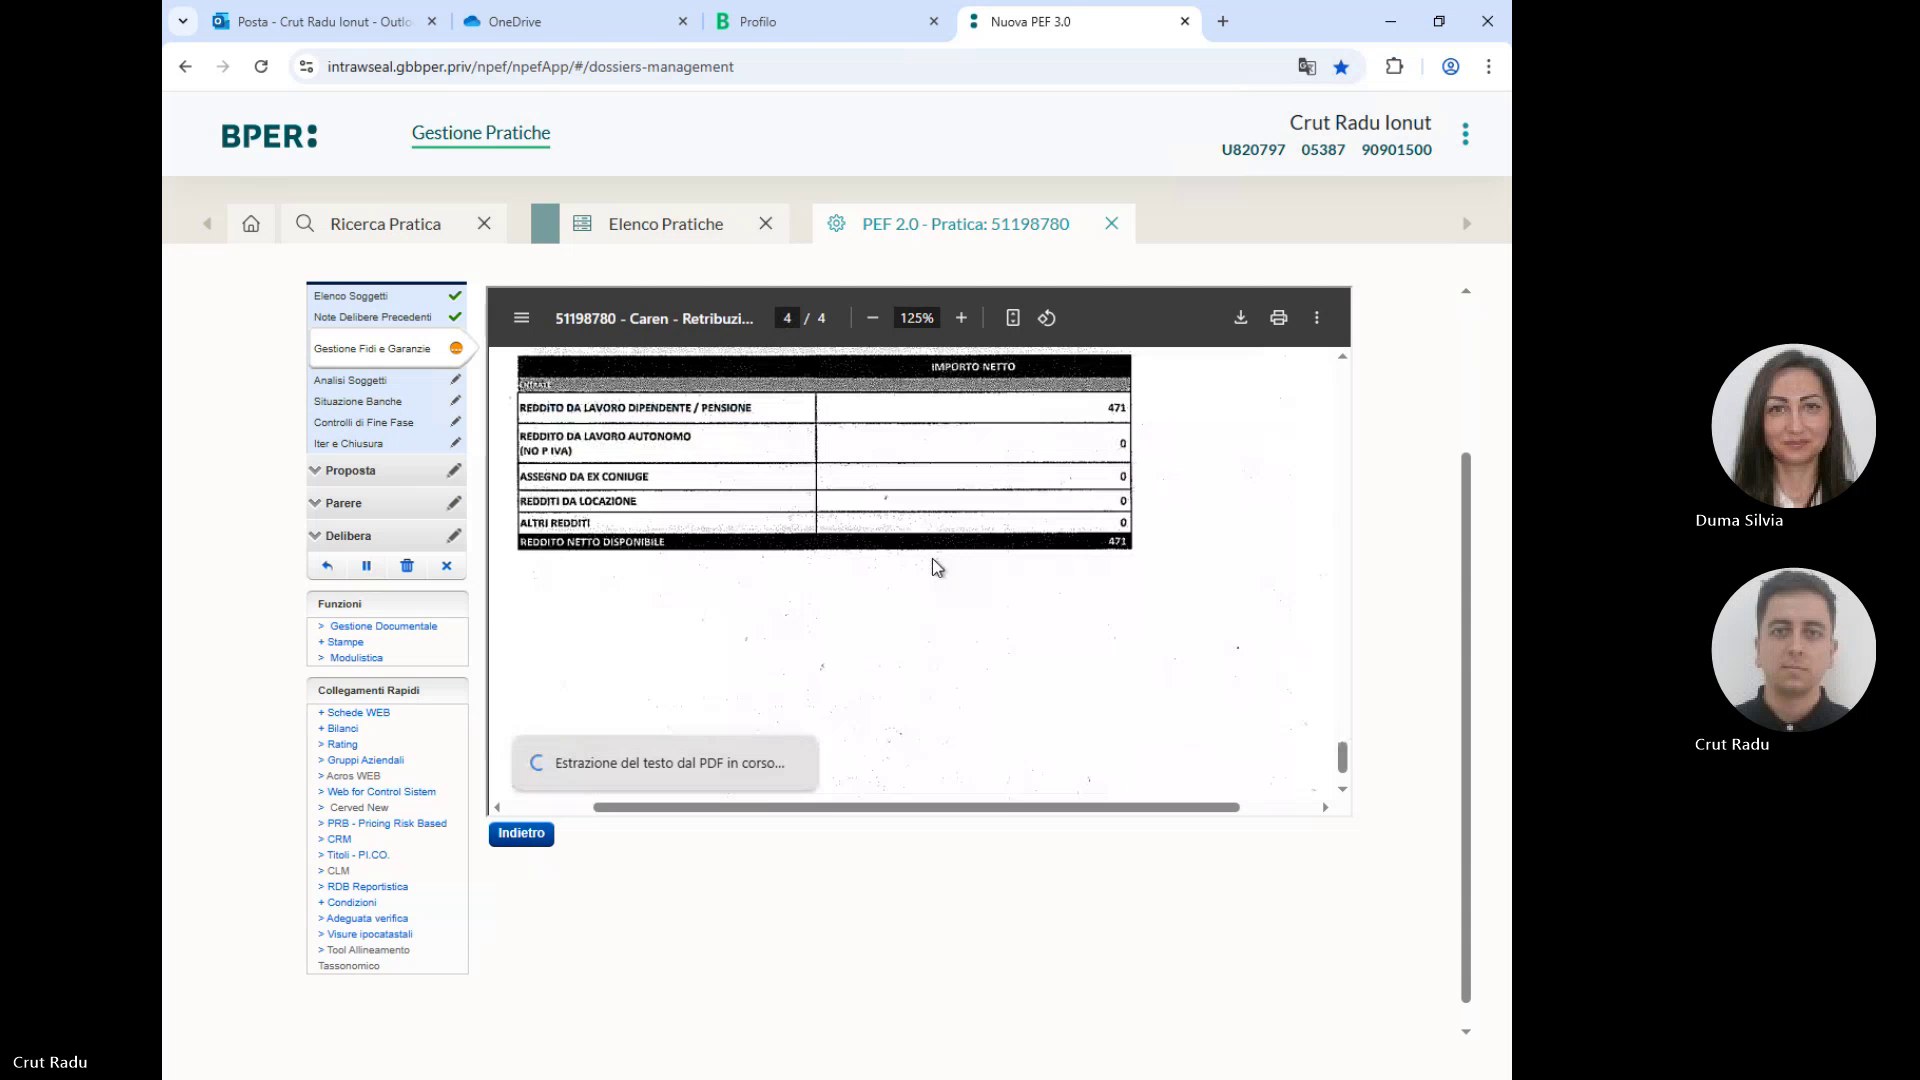 Posta - Crut Radu Ionut - Outlo
OneDrive
Profilo
Nuova PEF 3.0
intrawseal.gbbper.priv/npef/npefApp/#/dossiers-management
BPER:
Gestione Pratiche
Crut Radu Ionut
U820797 05387 90901500
Ricerca Pratica
Elenco Pratiche
PEF 2.0 - Pratica: 51198780
Elenco Soggetti
Note Delibere Precedenti
Gestione Fidi e Garanzie
Analisi Soggetti
Situazione Banche
Controlli di Fine Fase
Iter e Chiusura
Proposta
Parere
Delibera
Funzioni
> Gestione Documentale
+ Stampe
> Modulistica
Collegamenti Rapidi
+ Schede WEB
+ Bilanci
> Rating
> Gruppi Aziendali
> Acros WEB
> Web for Control Sistem
> Cerved New
> PRB - Pricing Risk Based
> CRM
> Titoli - PI.CO.
> CLM
> RDB Reportistica
+ Condizioni
> Adeguata verifica
> Visure ipocatastali
> Tool Allineamento
Tassonomico
51198780 - Caren - Retribuzi...
4 / 4
125%
IMPORTO NETTO
ENTRATE
REDDITO DA LAVORO DIPENDENTE / PENSIONE 471
REDDITO DA LAVORO AUTONOMO
(NO P IVA) 0
ASSEGNO DA EX CONIUGE 0
REDDITI DA LOCAZIONE 0
ALTRI REDDITI 0
REDDITO NETTO DISPONIBILE 471
Estrazione del testo dal PDF in corso...
Indietro
Duma Silvia
Crut Radu
Crut Radu